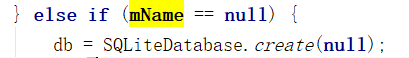 } else if (mName == null) {
db = SQLiteDatabase.create(null);